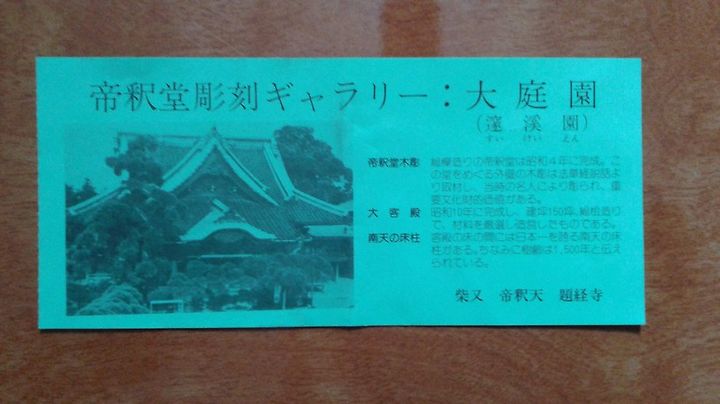 帝釈堂彫刻ギャラリー：大庭園
（邃渓園）
すい けい えん
帝釈堂木彫 総欅造りの帝釈堂は昭和４年に完成。こ
の堂をめぐる外壁の木彫は法華経説話よ
り取材し、当時の名人により彫られ、重
要文化財的価値がある。
大客殿 昭和10年に完成し、建坪150坪、総桧造り
で、材料を厳選し造営したものである。
南天の床柱 客殿の床の間には日本一を誇る南天の床
柱がある。ちなみに樹齢は1,500年と伝え
られている。
柴又 帝釈天 題経寺